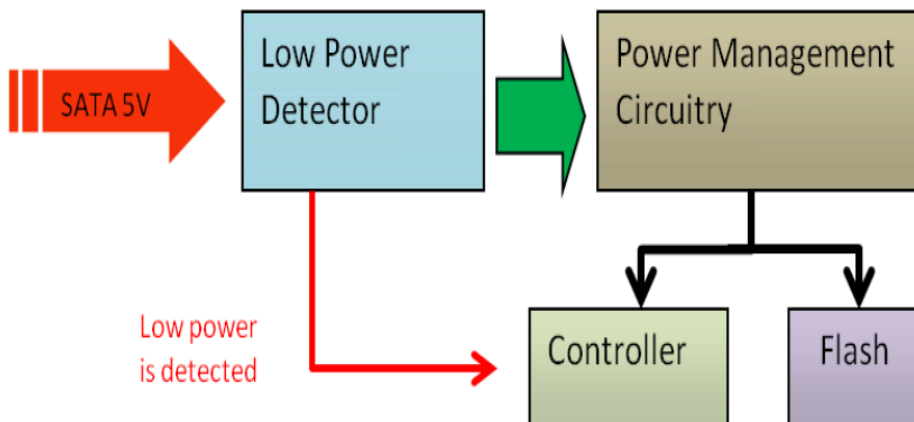 SATA 5V
Low Power
Detector
Power Management
Circuitry
Low power
is detected
Controller
Flash